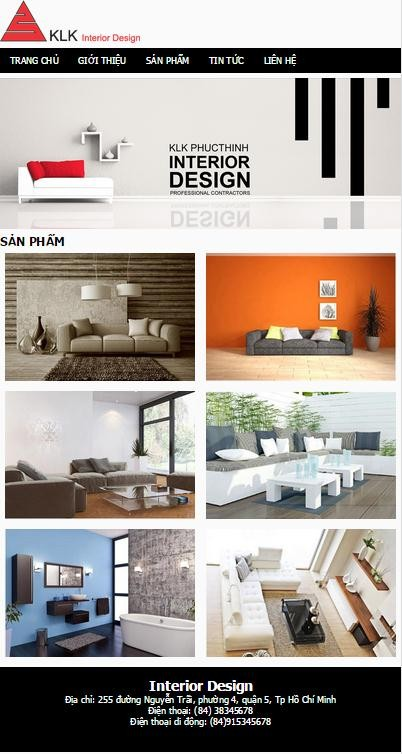 KLK Interior Design
TRANG CHỦ GIỚI THIỆU SẢN PHẨM TIN TỨC LIÊN HỆ
KLK PHUCTHINH
INTERIOR
DESIGN
PROFESSIONAL CONTRACTORS
SẢN PHẨM
Interior Design
Địa chỉ: 255 đường Nguyễn Trãi, phường 4, quận 5, Tp Hồ Chí Minh
Điện thoại: (84) 38345678
Điện thoại di động: (84)915345678